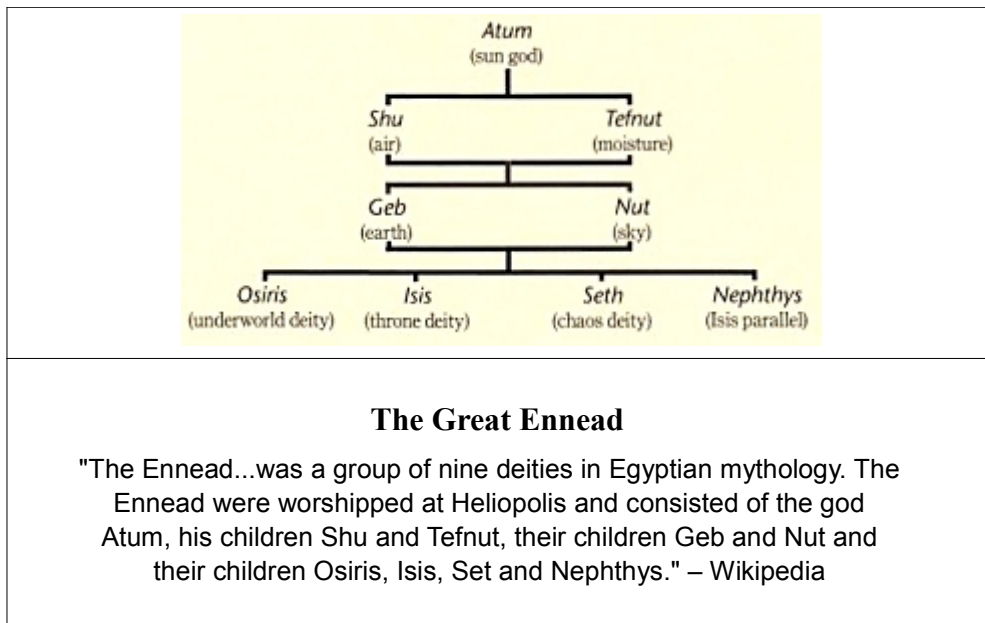 Atum
(sun god)
Shu Tefnut
(air) (moisture)
Geb Nut
(earth) (sky)
Osiris Isis Seth Nephthys
(underworld deity) (throne deity) (chaos deity) (Isis parallel)
The Great Ennead
"The Ennead...was a group of nine deities in Egyptian mythology. The
Ennead were worshipped at Heliopolis and consisted of the god
Atum, his children Shu and Tefnut, their children Geb and Nut and
their children Osiris, Isis, Set and Nephthys." – Wikipedia